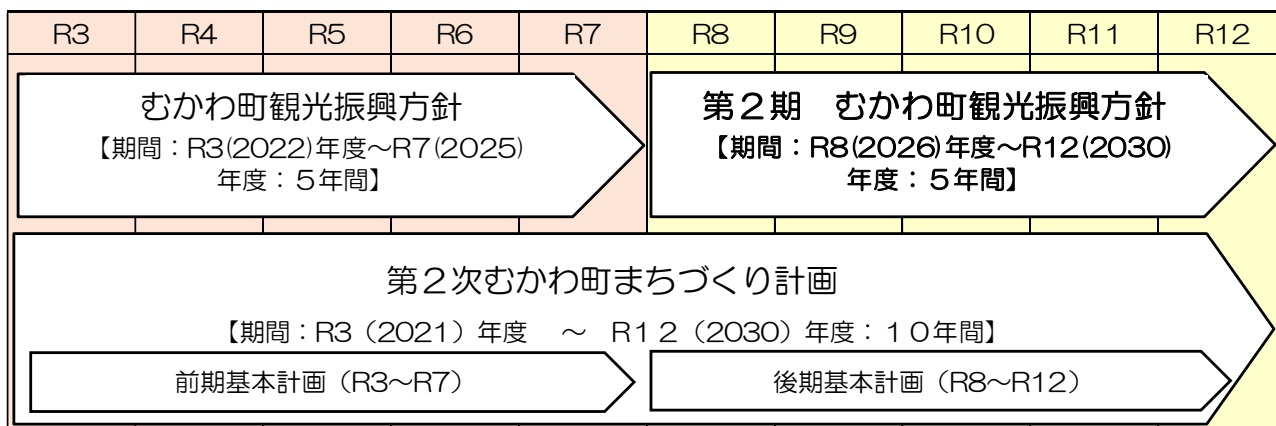 R3 R4 R5 R6 R7 R8 R9 R10 R11 R12
むかわ町観光振興方針
【期間：R3(2022)年度～R7(2025)
年度：５年間】
第２期　むかわ町観光振興方針
【期間：R8(2026)年度～R12(2030)
年度：５年間】
第２次むかわ町まちづくり計画
【期間：R3（2021）年度　～　R１２（2030）年度：１０年間】
前期基本計画（R3～R7）
後期基本計画（R8～R12）